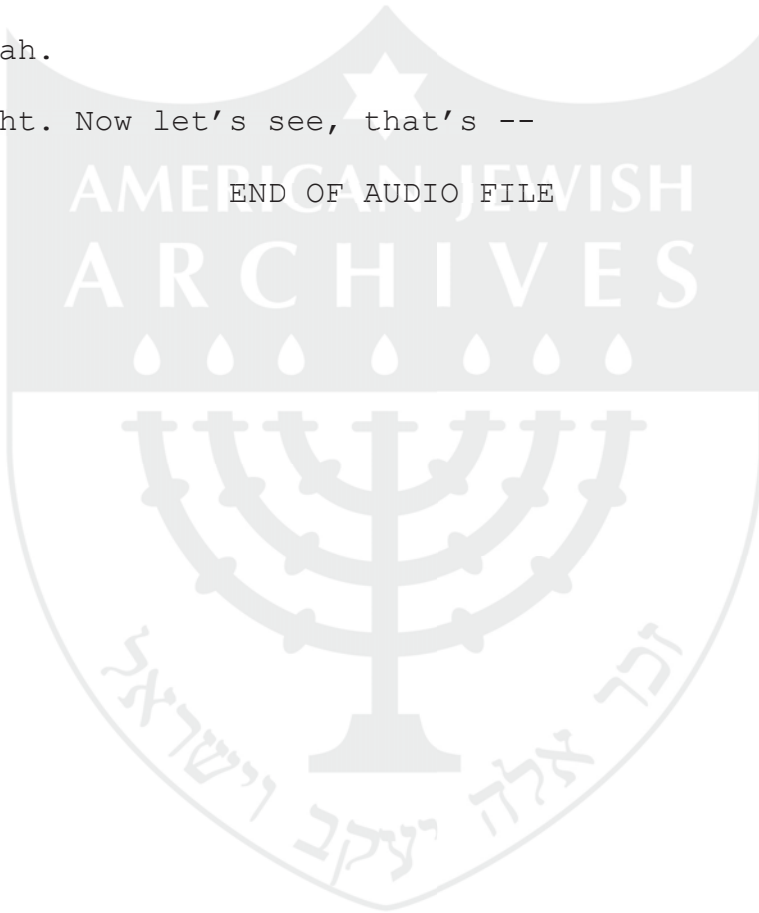 ah.
ht. Now let's see, that's --
END OF AUDIO FILE
AMERICAN JEWISH
ARCHIVES
זכר אלה יעקב וישראל